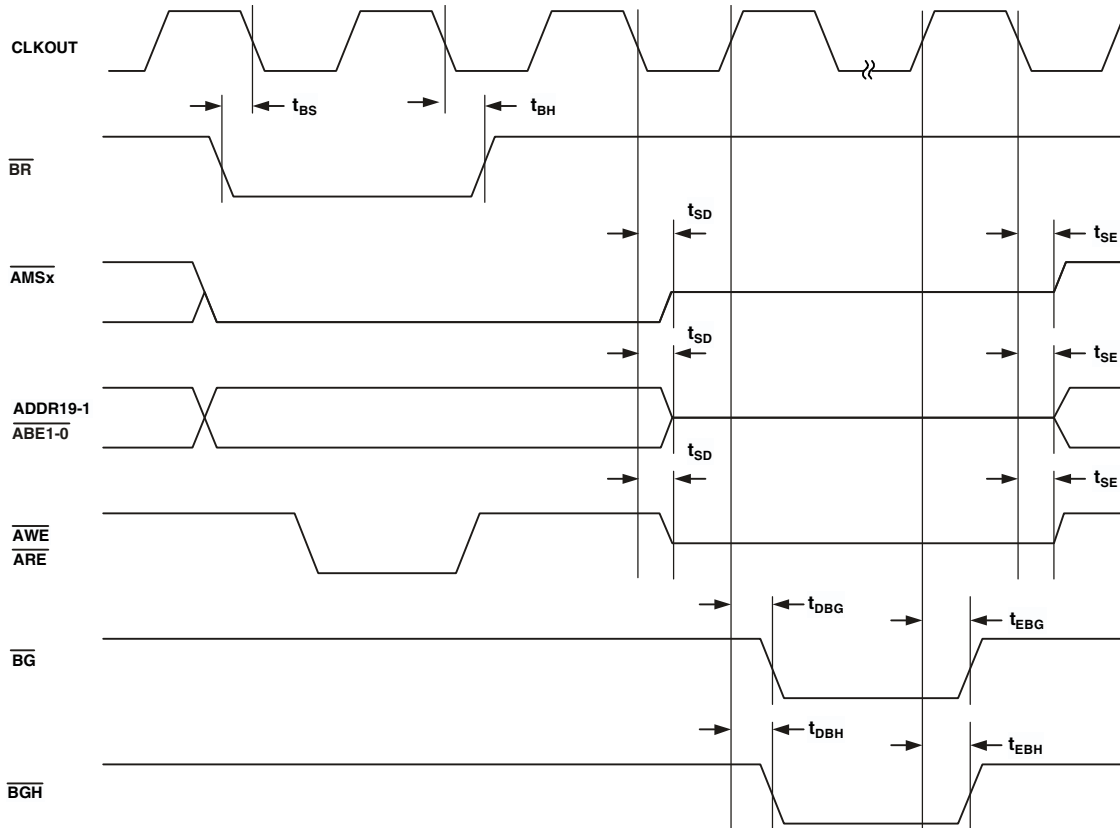 CLKOUT
tBS
tBH
BR
tSD
tSE
AMSx
tSD
tSE
ADDR19-1
ABE1-0
tSD
tSE
AWE
ARE
tDBG
tEBG
BG
tDBH
tEBH
BGH